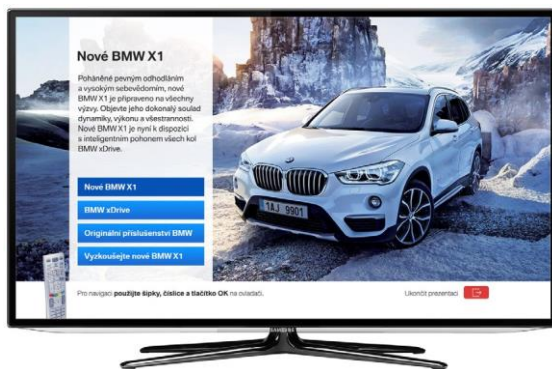 Nové BMW X1
Poháněné pevným odhodláním
a vysokým sebevědomím, nové
BMW X1 je připraveno na všechny
výzvy. Objevte jeho dokonalý soulad
dynamiky, výkonu a všestrannosti.
Nové BMW X1 je nyní k dispozici
s inteligentním pohonem všech kol
BMW xDrive.
Nové BMW X1
BMW xDrive
Originální příslušenství BMW
Vyzkoušejte nové BMW X1
1AJ 9901
Pro navigaci použijte šipky, číslice a tlačítko OK na ovladači.
Ukončit prezentaci
SAMSUNG